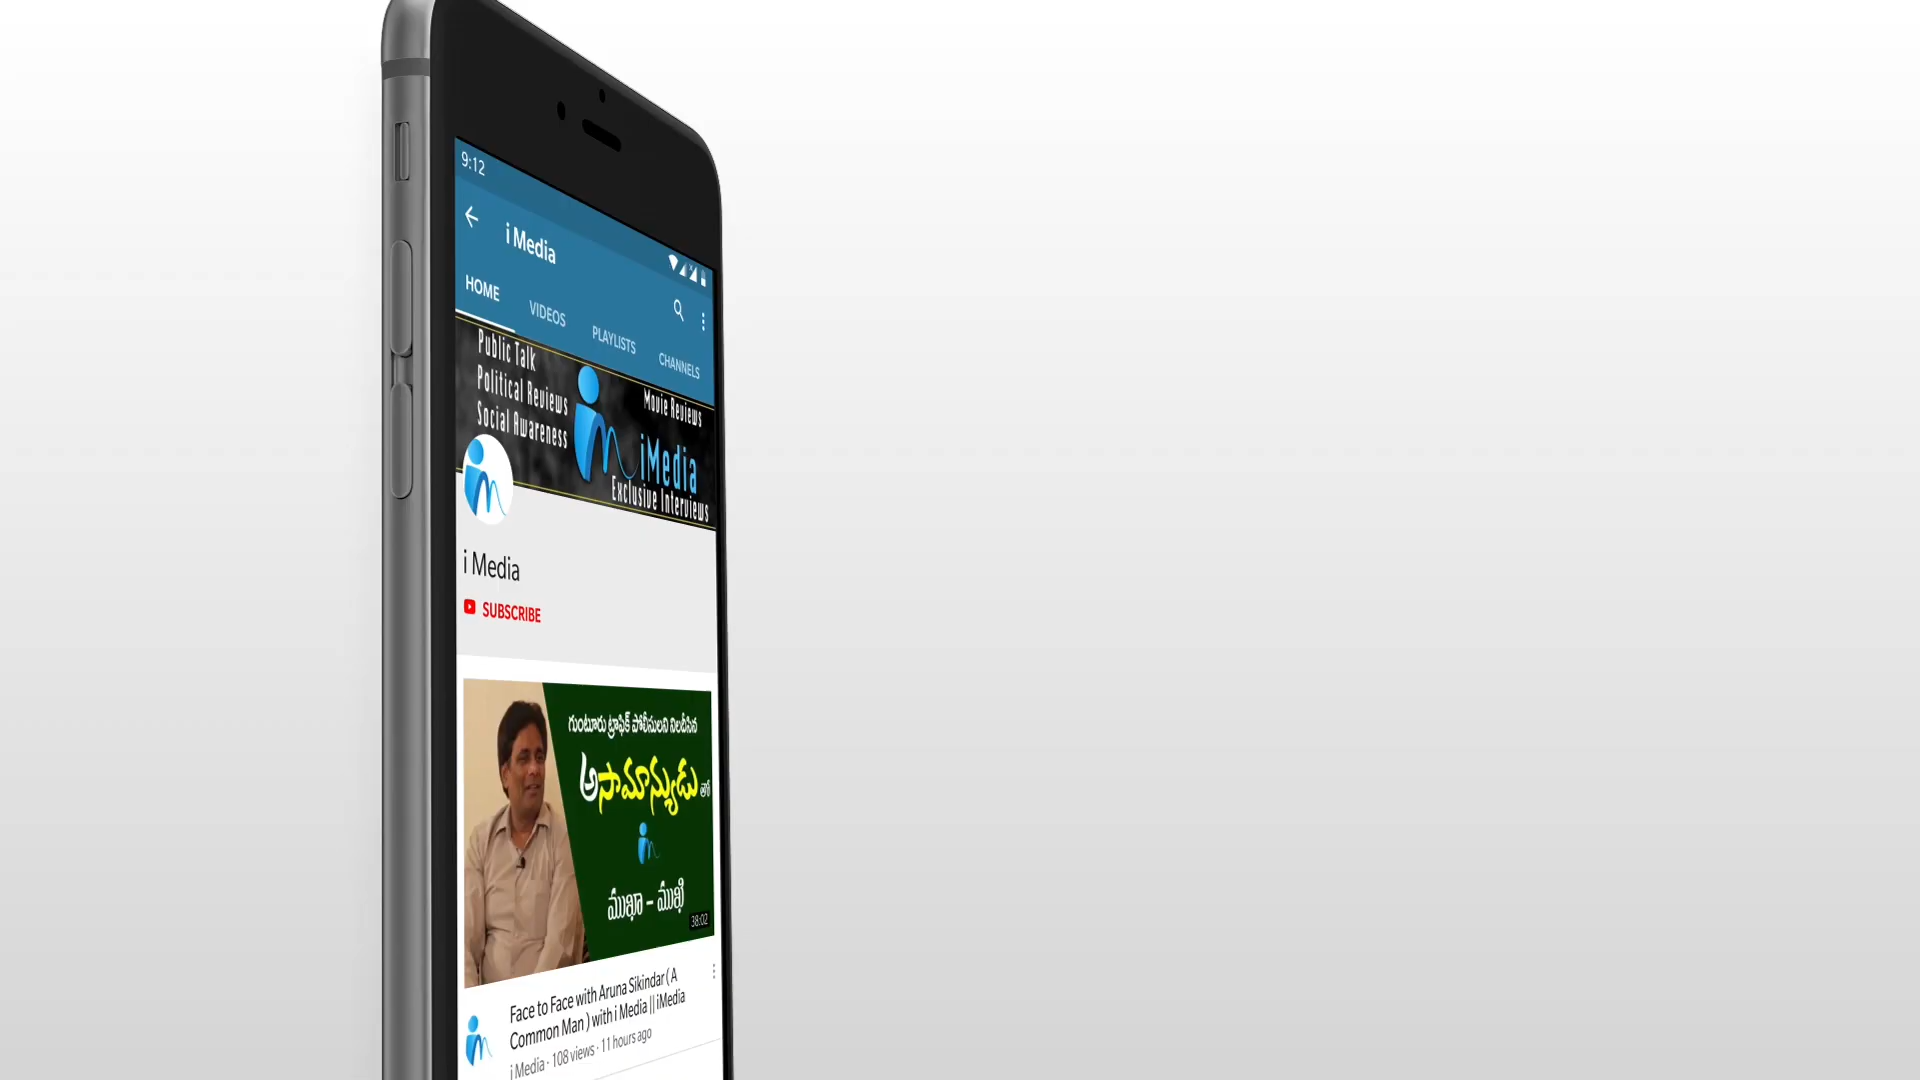 9:12
i Media
HOME VIDEOS PLAYLISTS CHANNELS
Public Talk
Political Reviews
Social Awareness
Movie Reviews
iMedia
Exclusive Interviews
i Media
SUBSCRIBE
గుంటూరు ట్రాఫిక్ పోలీసులని నిలదీసిన
అసామాన్యుడు తో
ముఖా - ముఖి
38:02
Face to Face with Aruna Sikindar ( A
Common Man ) with i Media || iMedia
i Media · 108 views · 11 hours ago